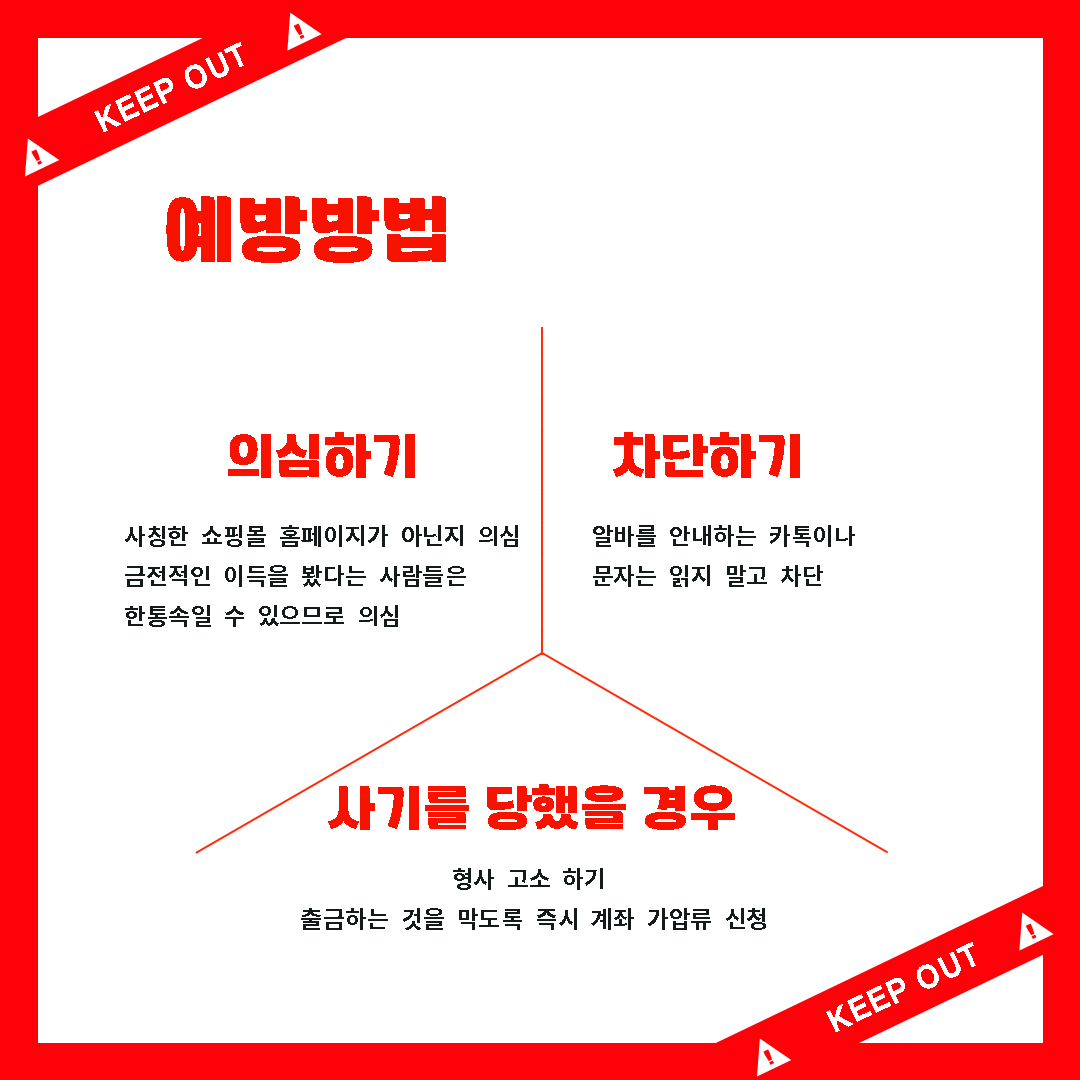 KEEP OUT
예방방법
의심하기
사칭한 쇼핑몰 홈페이지가 아닌지 의심
금전적인 이득을 봤다는 사람들은
한통속일 수 있으므로 의심
차단하기
알바를 안내하는 카톡이나
문자는 읽지 말고 차단
사기를 당했을 경우
형사 고소 하기
출금하는 것을 막도록 즉시 계좌 가압류 신청
KEEP OUT